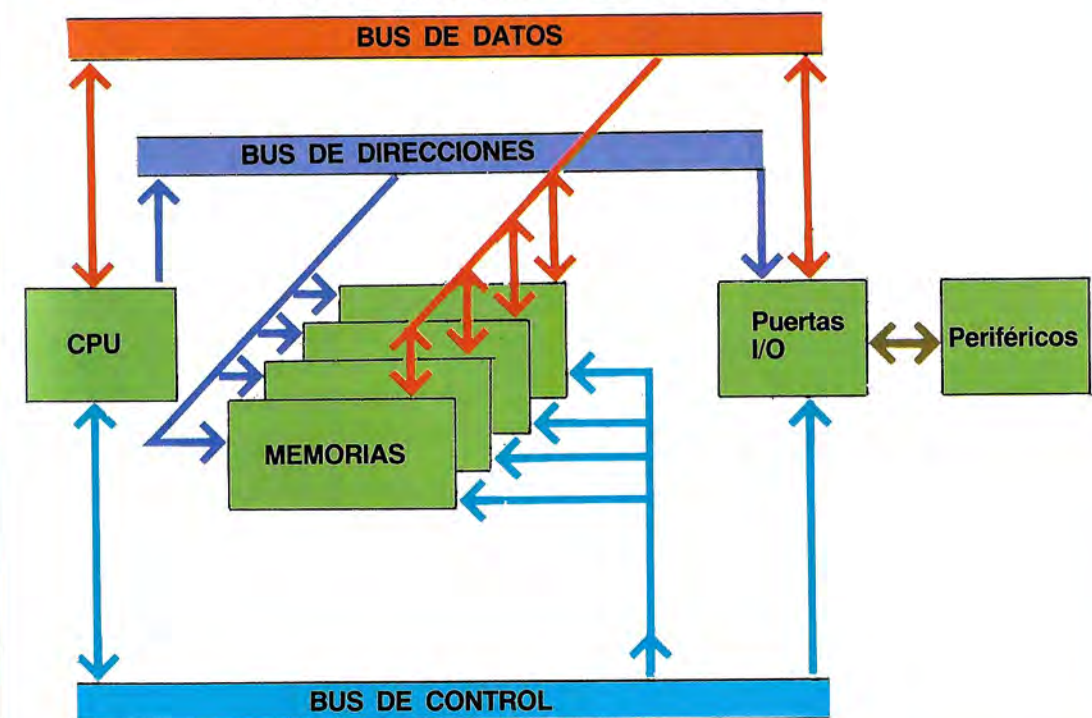 BUS DE DATOS
BUS DE DIRECCIONES
CPU
MEMORIAS
Puertas
I/O
Periféricos
BUS DE CONTROL